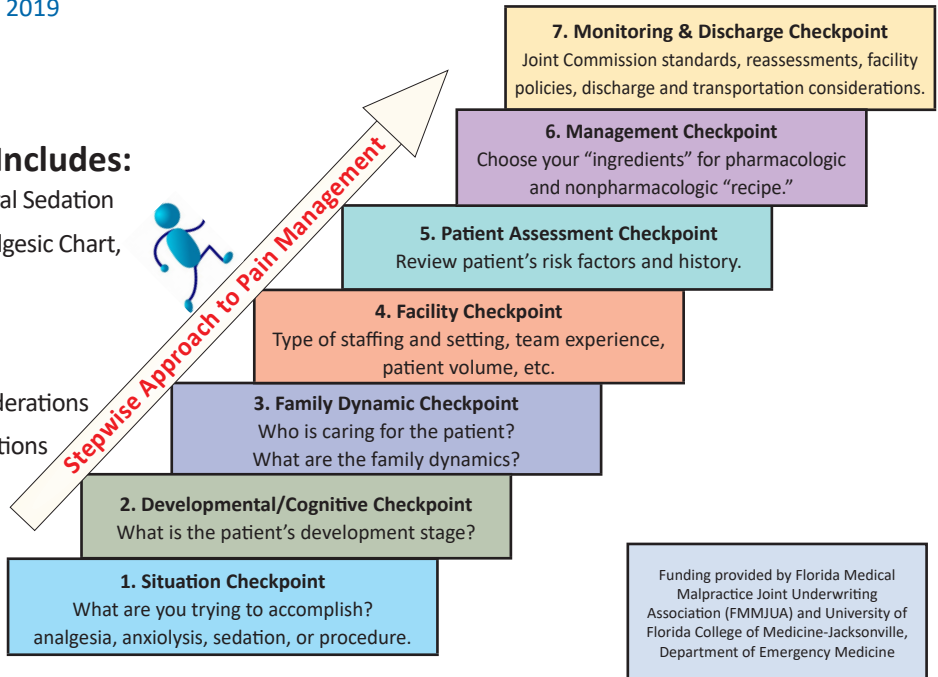 2019
Includes:
al Sedation
lgesic Chart,
derations
tions
Stepwise Approach to Pain Management
7. Monitoring & Discharge Checkpoint
Joint Commission standards, reassessments, facility
policies, discharge and transportation considerations.
6. Management Checkpoint
Choose your “ingredients” for pharmacologic
and nonpharmacologic “recipe.”
5. Patient Assessment Checkpoint
Review patient’s risk factors and history.
4. Facility Checkpoint
Type of staffing and setting, team experience,
patient volume, etc.
3. Family Dynamic Checkpoint
Who is caring for the patient?
What are the family dynamics?
2. Developmental/Cognitive Checkpoint
What is the patient’s development stage?
1. Situation Checkpoint
What are you trying to accomplish?
analgesia, anxiolysis, sedation, or procedure.
Funding provided by Florida Medical
Malpractice Joint Underwriting
Association (FMMJUA) and University of
Florida College of Medicine-Jacksonville,
Department of Emergency Medicine